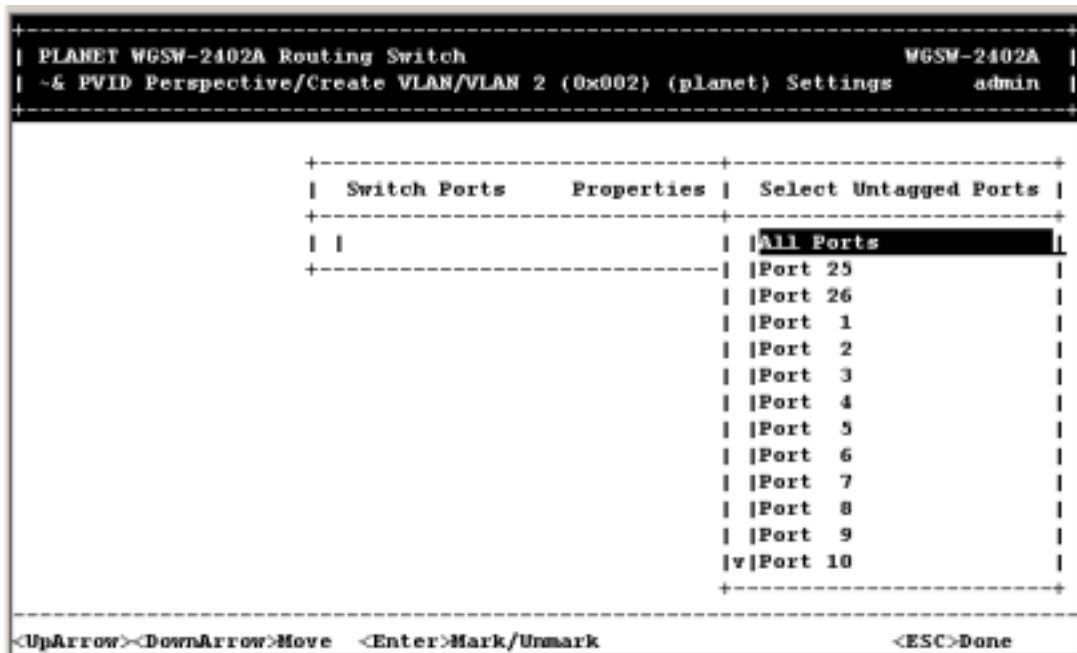 PLANET WGSW-2402A Routing Switch WGSW-2402A
~& PVID Perspective/Create VLAN/VLAN 2 (0x002) (planet) Settings admin
Switch Ports Properties | Select Untagged Ports
All Ports
Port 25
Port 26
Port 1
Port 2
Port 3
Port 4
Port 5
Port 6
Port 7
Port 8
Port 9
v|Port 10
<UpArrow><DownArrow>Move <Enter>Mark/Unmark <ESC>Done